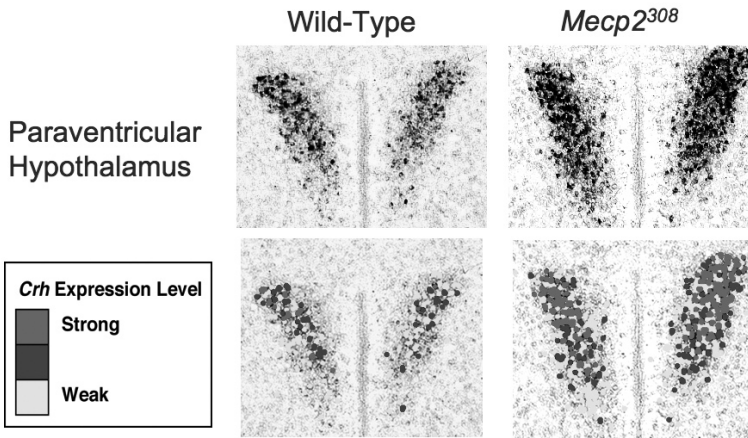 Wild-Type
Mecp2³⁰⁸
Paraventricular
Hypothalamus
Crh Expression Level
Strong
Weak